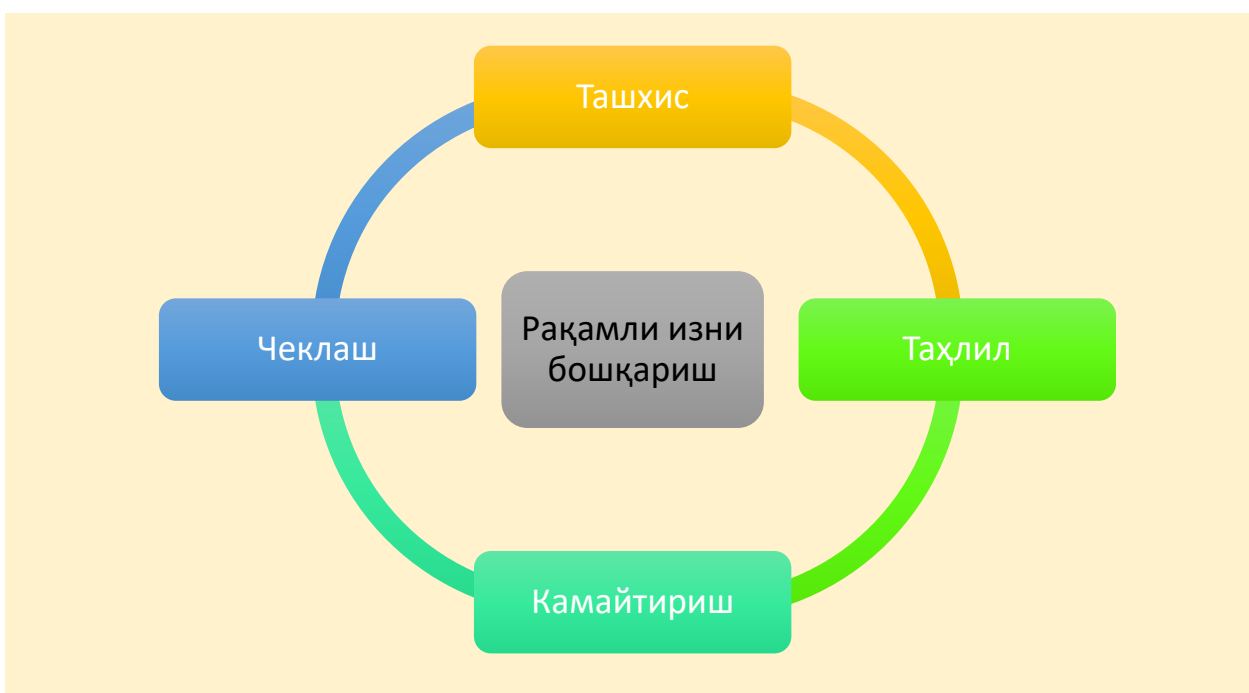 Ташхис
Чеклаш
Рақамли изни
бошқариш
Таҳлил
Камайтириш